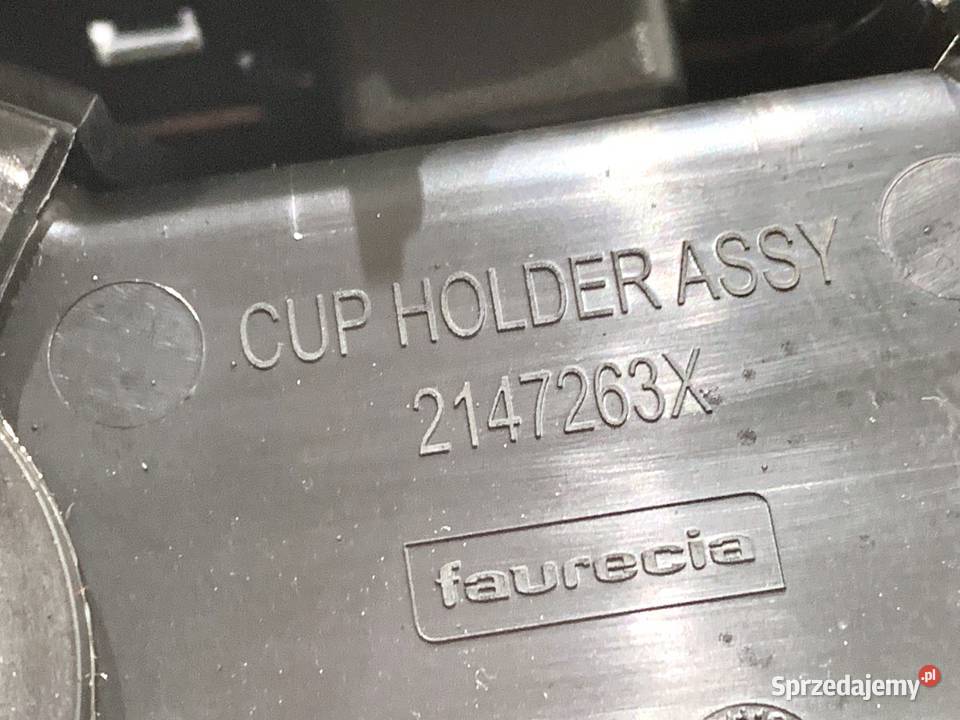 CUP HOLDER ASSY
2147263X
faurecia
Sprzedajemy.pl